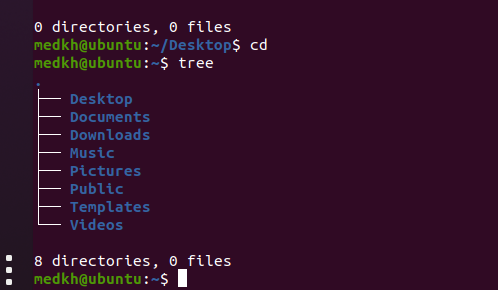 0 directories, 0 files
medkh@ubuntu:~/Desktop$ cd
medkh@ubuntu:~$ tree
.
├── Desktop
├── Documents
├── Downloads
├── Music
├── Pictures
├── Public
├── Templates
└── Videos
8 directories, 0 files
medkh@ubuntu:~$